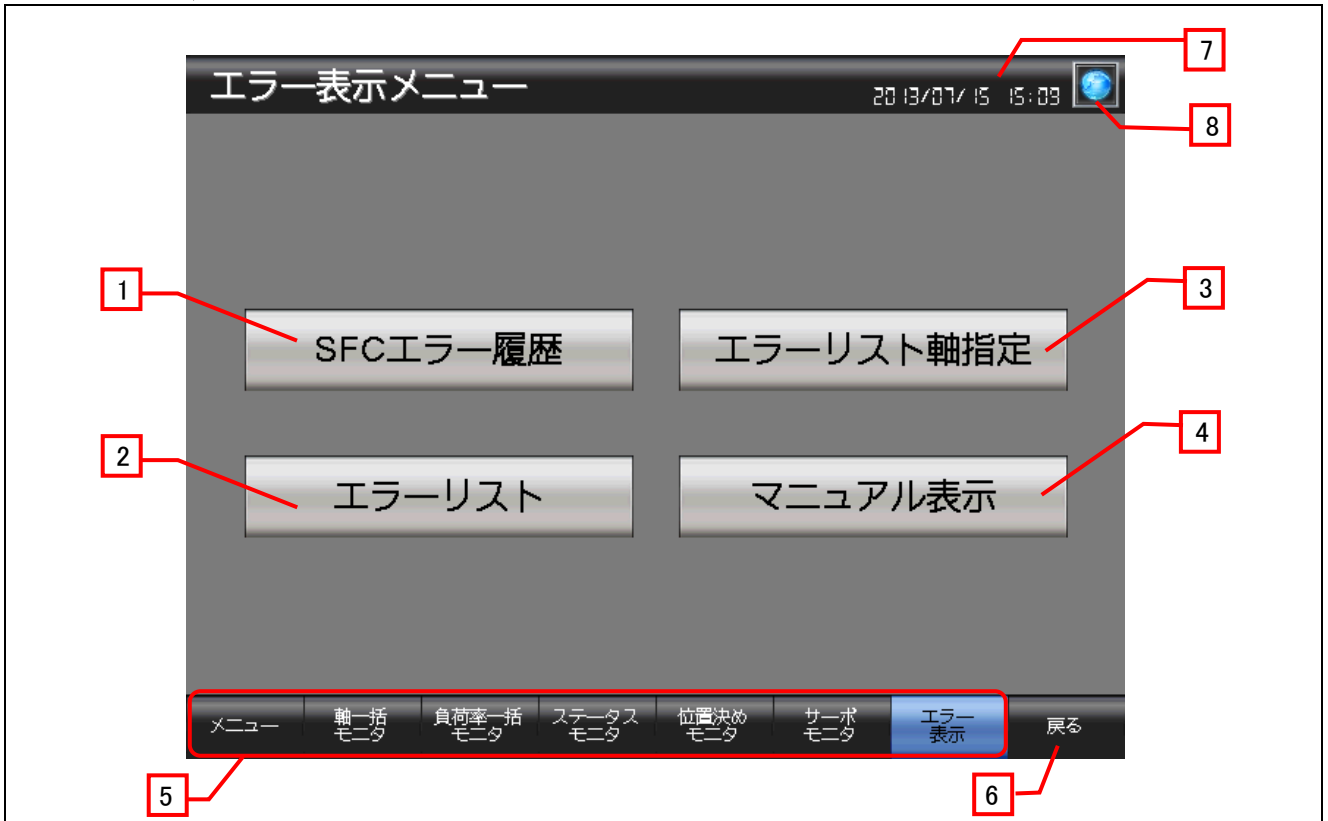 7
エラー表示メニュー
2013/07/15 15:09
8
1
3
SFCエラー履歴
エラーリスト軸指定
2
4
エラーリスト
マニュアル表示
メニュー
軸一括
モニタ
負荷率一括
モニタ
ステータス
モニタ
位置決め
モニタ
サーボ
モニタ
エラー
表示
戻る
5
6